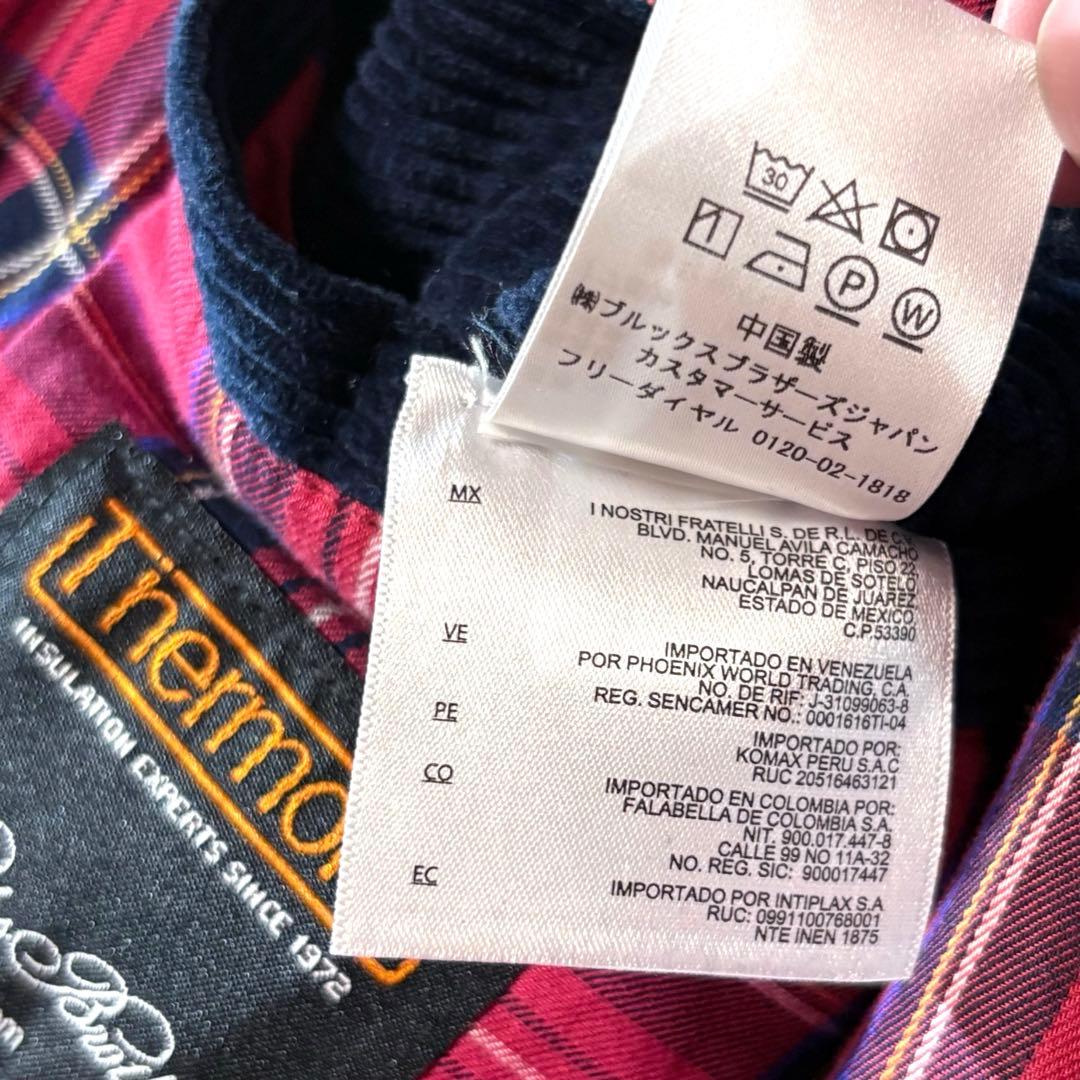 30
P
W
中国製
㈱ブルックスブラザーズジャパン
カスタマーサービス
フリーダイヤル 0120-02-1818
MX
I NOSTRI FRATELLI S. DE R.L. DE C.V.
BLVD. MANUEL AVILA CAMACHO
NO. 5, TORRE C, PISO 22
LOMAS DE SOTELO
NAUCALPAN DE JUAREZ
ESTADO DE MEXICO
C.P.53390
VE
IMPORTADO EN VENEZUELA
POR PHOENIX WORLD TRADING, C.A.
NO. DE RIF: J-31099063-8
REG. SENCAMER NO.: 0001616TI-04
PE
IMPORTADO POR:
KOMAX PERU S.A.C
RUC 20516463121
CO
IMPORTADO EN COLOMBIA POR:
FALABELLA DE COLOMBIA S.A.
NIT. 900.017.447-8
CALLE 99 NO 11A-32
NO. REG. SIC: 900017447
EC
IMPORTADO POR INTIPLAX S.A
RUC: 0991100768001
NTE INEN 1875
Thermo
INSULATION EXPERTS SINCE 1972